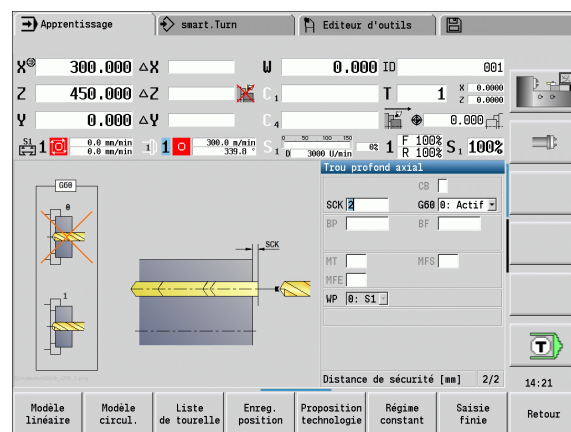 Apprentissage smart.Turn Editeur d'outils
X 300.000 △X W 0.000 ID 001
Z 450.000 △Z C 1 T 1 X 0.0000 Z 0.0000
Y 0.000 △Y C 4 0.000
S1 1 0.0 mm/min 0.0 mm/min 1 1 300.0 m/min 339.8 ° S 1 0 50 100 150 D 3000 U/min 0% 1 F 100% R 100% S1 100%
Trou profond axial
G60
CB
0
SCK 2 G60 0: Actif
BP BF
SCK
MT MFS
MFE
1
WP 0: S1
Distance de sécurité [mm] 2/2
T
14:21
Modèle linéaire
Modèle circul.
Liste de tourelle
Enreg. position
Proposition technologie
Régime constant
Saisie finie
Retour